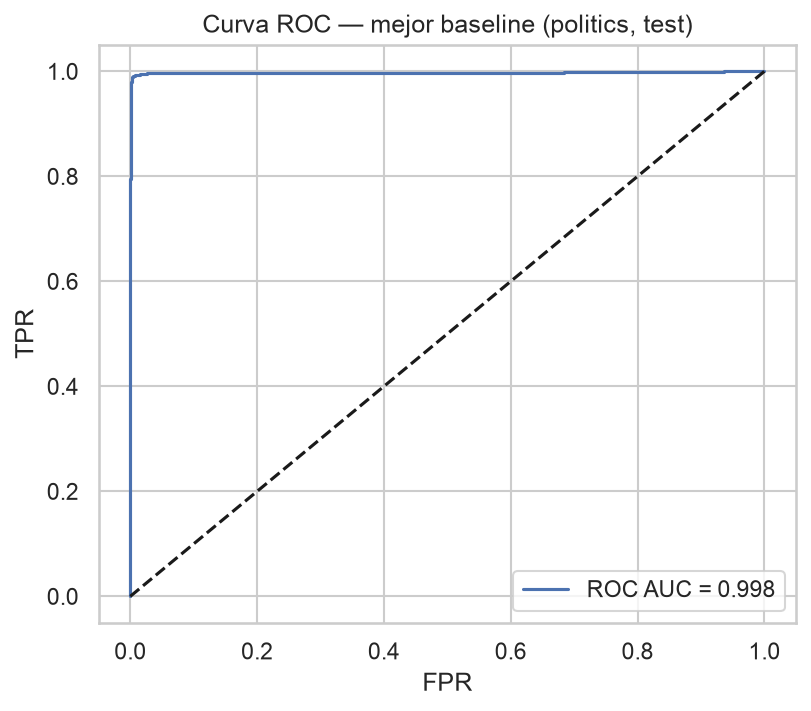 Curva ROC — mejor baseline (politics, test)
1.0
0.8
0.6
0.4
0.2
0.0
TPR
ROC AUC = 0.998
0.0 0.2 0.4 0.6 0.8 1.0
FPR